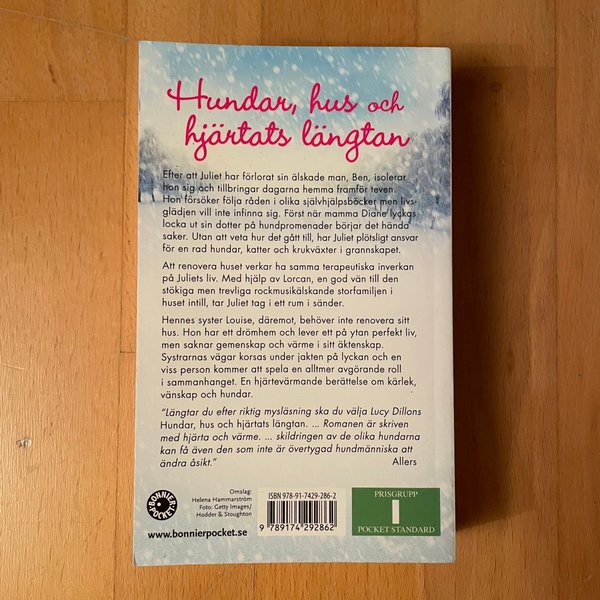 Hundar, hus och
hjärtats längtan
Efter att Juliet har förlorat sin älskade man, Ben, isolerar
hon sig och tillbringar dagarna hemma framför teven.
Hon försöker följa råden i olika självhjälpsböcker men livs-
glädjen vill inte infinna sig. Först när mamma Diane lyckas
locka ut sin dotter på hundpromenader börjar det hända
saker. Utan att veta hur det gått till, har Juliet plötsligt ansvar
för en rad hundar, katter och krukväxter i grannskapet.
Att renovera huset verkar ha samma terapeutiska inverkan
på Juliets liv. Med hjälp av Lorcan, en god vän till den
stökiga men trevliga rockmusikälskande storfamiljen i
huset intill, tar Juliet tag i ett rum i sänder.
Hennes syster Louise, däremot, behöver inte renovera sitt
hus. Hon har ett drömhem och lever ett på ytan perfekt liv,
men saknar gemenskap och värme i sitt äktenskap.
Systrarnas vägar korsas under jakten på lyckan och en
viss person kommer att spela en alltmer avgörande roll
i sammanhanget. En hjärtevärmande berättelse om kärlek,
vänskap och hundar.
"Längtar du efter riktig mysläsning ska du välja Lucy Dillons
Hundar, hus och hjärtats längtan. ... Romanen är skriven
med hjärta och värme. ... skildringen av de olika hundarna
kan få även den som inte är övertygad hundmänniska att
ändra åsikt." Allers
BONNIER
POCKET
Omslag:
Helena Hammarström
Foto: Getty Images/
Hodder & Stoughton
www.bonnierpocket.se
ISBN 978-91-7429-286-2
9 789174 292862
PRISGRUPP
I
POCKET STANDARD